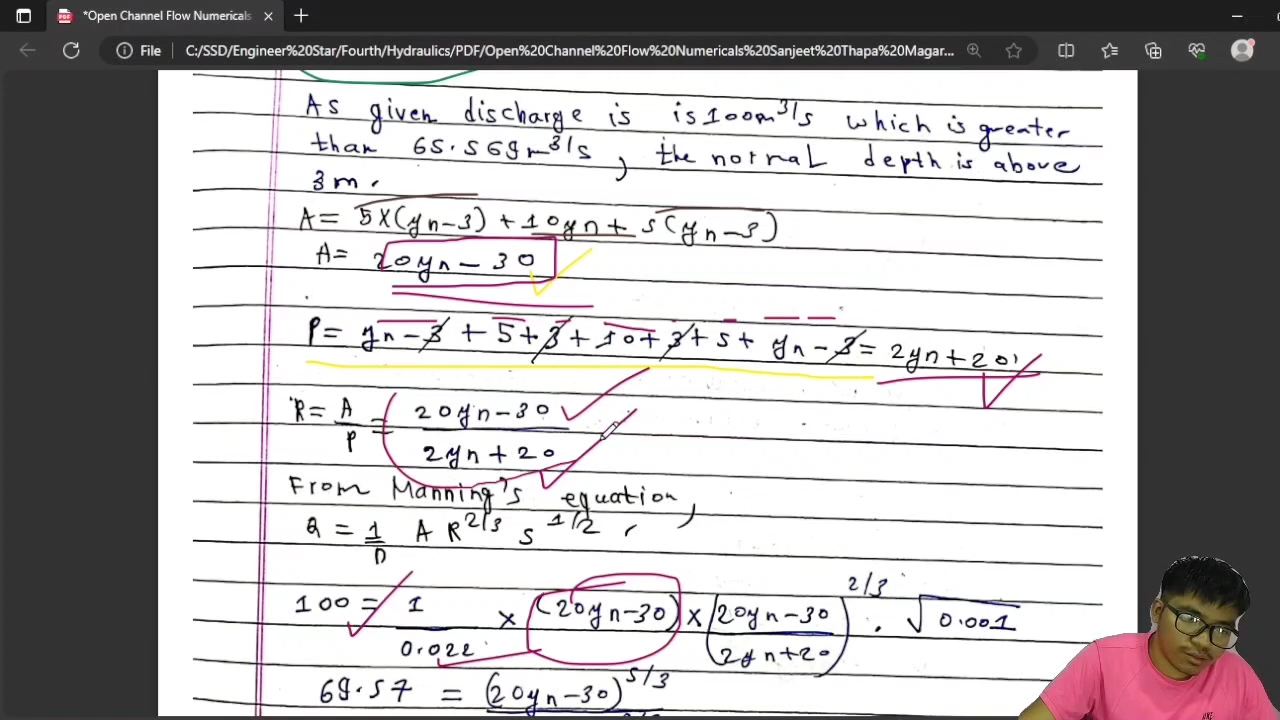 *Open Channel Flow Numericals
File C:/SSD/Engineer%20Star/Fourth/Hydraulics/PDF/Open%20Channel%20Flow%20Numericals%20Sanjeet%20Thapa%20Magar...
As given discharge is is 100m³/s which is greater
than 65.569m³/s, the normal depth is above
3m.
A= 5×(yn-3) + 10yn + 5(yn-3)
A= 20yn - 30
P= yn-3 + 5+3+10+3+5+ yn-3 = 2yn+20
R= A/P = (20yn-30)/(2yn+20)
From Manning's equation,
Q = 1/n A R^2/3 S^1/2
100 = 1/0.022 × (20yn-30) × ((20yn-30)/(2yn+20))^2/3 . √0.001
69.57 = (20yn-30)^5/3